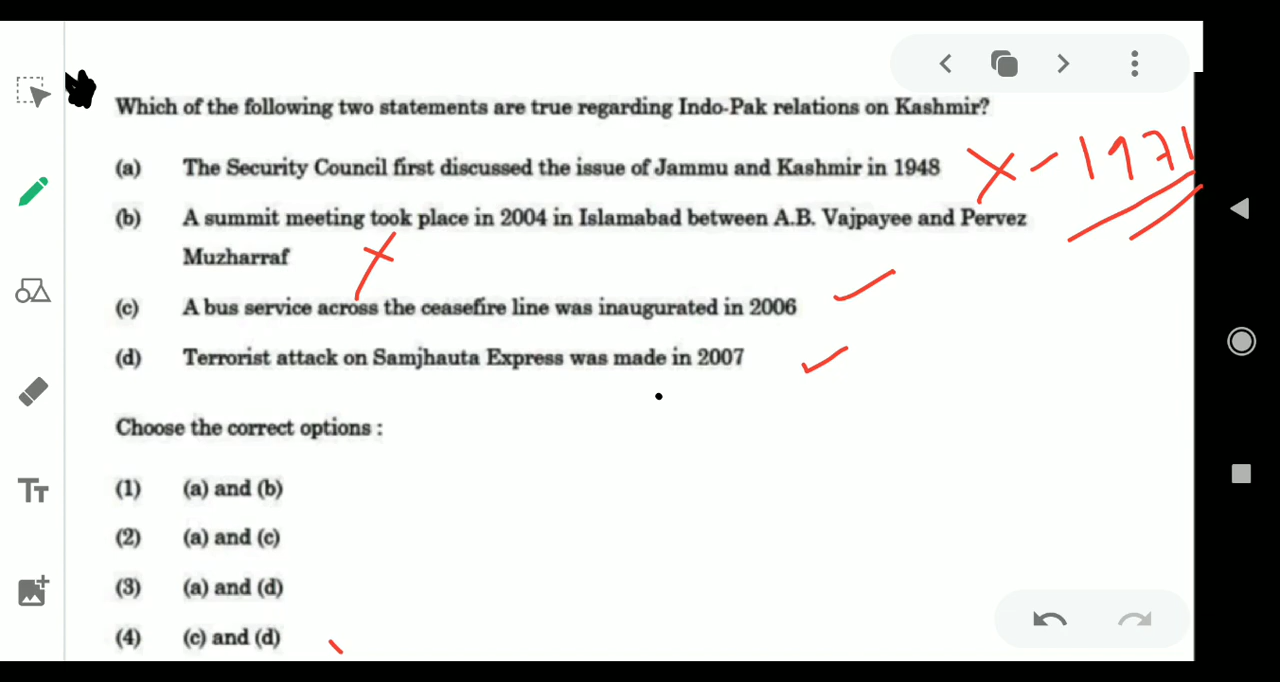 Which of the following two statements are true regarding Indo-Pak relations on Kashmir?
(a) The Security Council first discussed the issue of Jammu and Kashmir in 1948 X - 1971
(b) A summit meeting took place in 2004 in Islamabad between A.B. Vajpayee and Pervez
Muzharraf
(c) A bus service across the ceasefire line was inaugurated in 2006
(d) Terrorist attack on Samjhauta Express was made in 2007
Choose the correct options :
(1) (a) and (b)
(2) (a) and (c)
(3) (a) and (d)
(4) (c) and (d)
TT